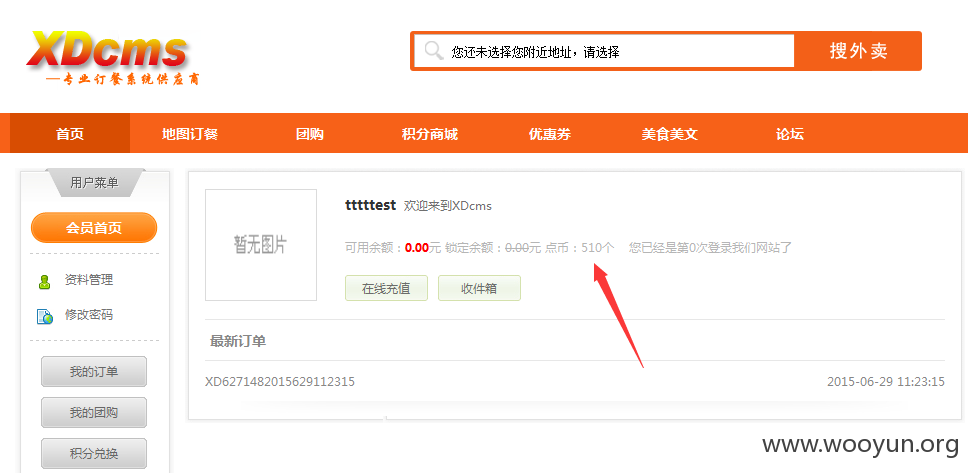 XDcms
—专业订餐系统供应商
您还未选择您附近地址，请选择
搜外卖
首页 地图订餐 团购 积分商城 优惠券 美食美文 论坛
用户菜单
会员首页
资料管理
修改密码
我的订单
我的团购
积分兑换
暂无图片
tttttest 欢迎来到XDcms
可用余额：0.00元 锁定余额：0.00元 点币：510个 您已经是第0次登录我们网站了
在线充值 收件箱
最新订单
XD6271482015629112315 2015-06-29 11:23:15
www.wooyun.org